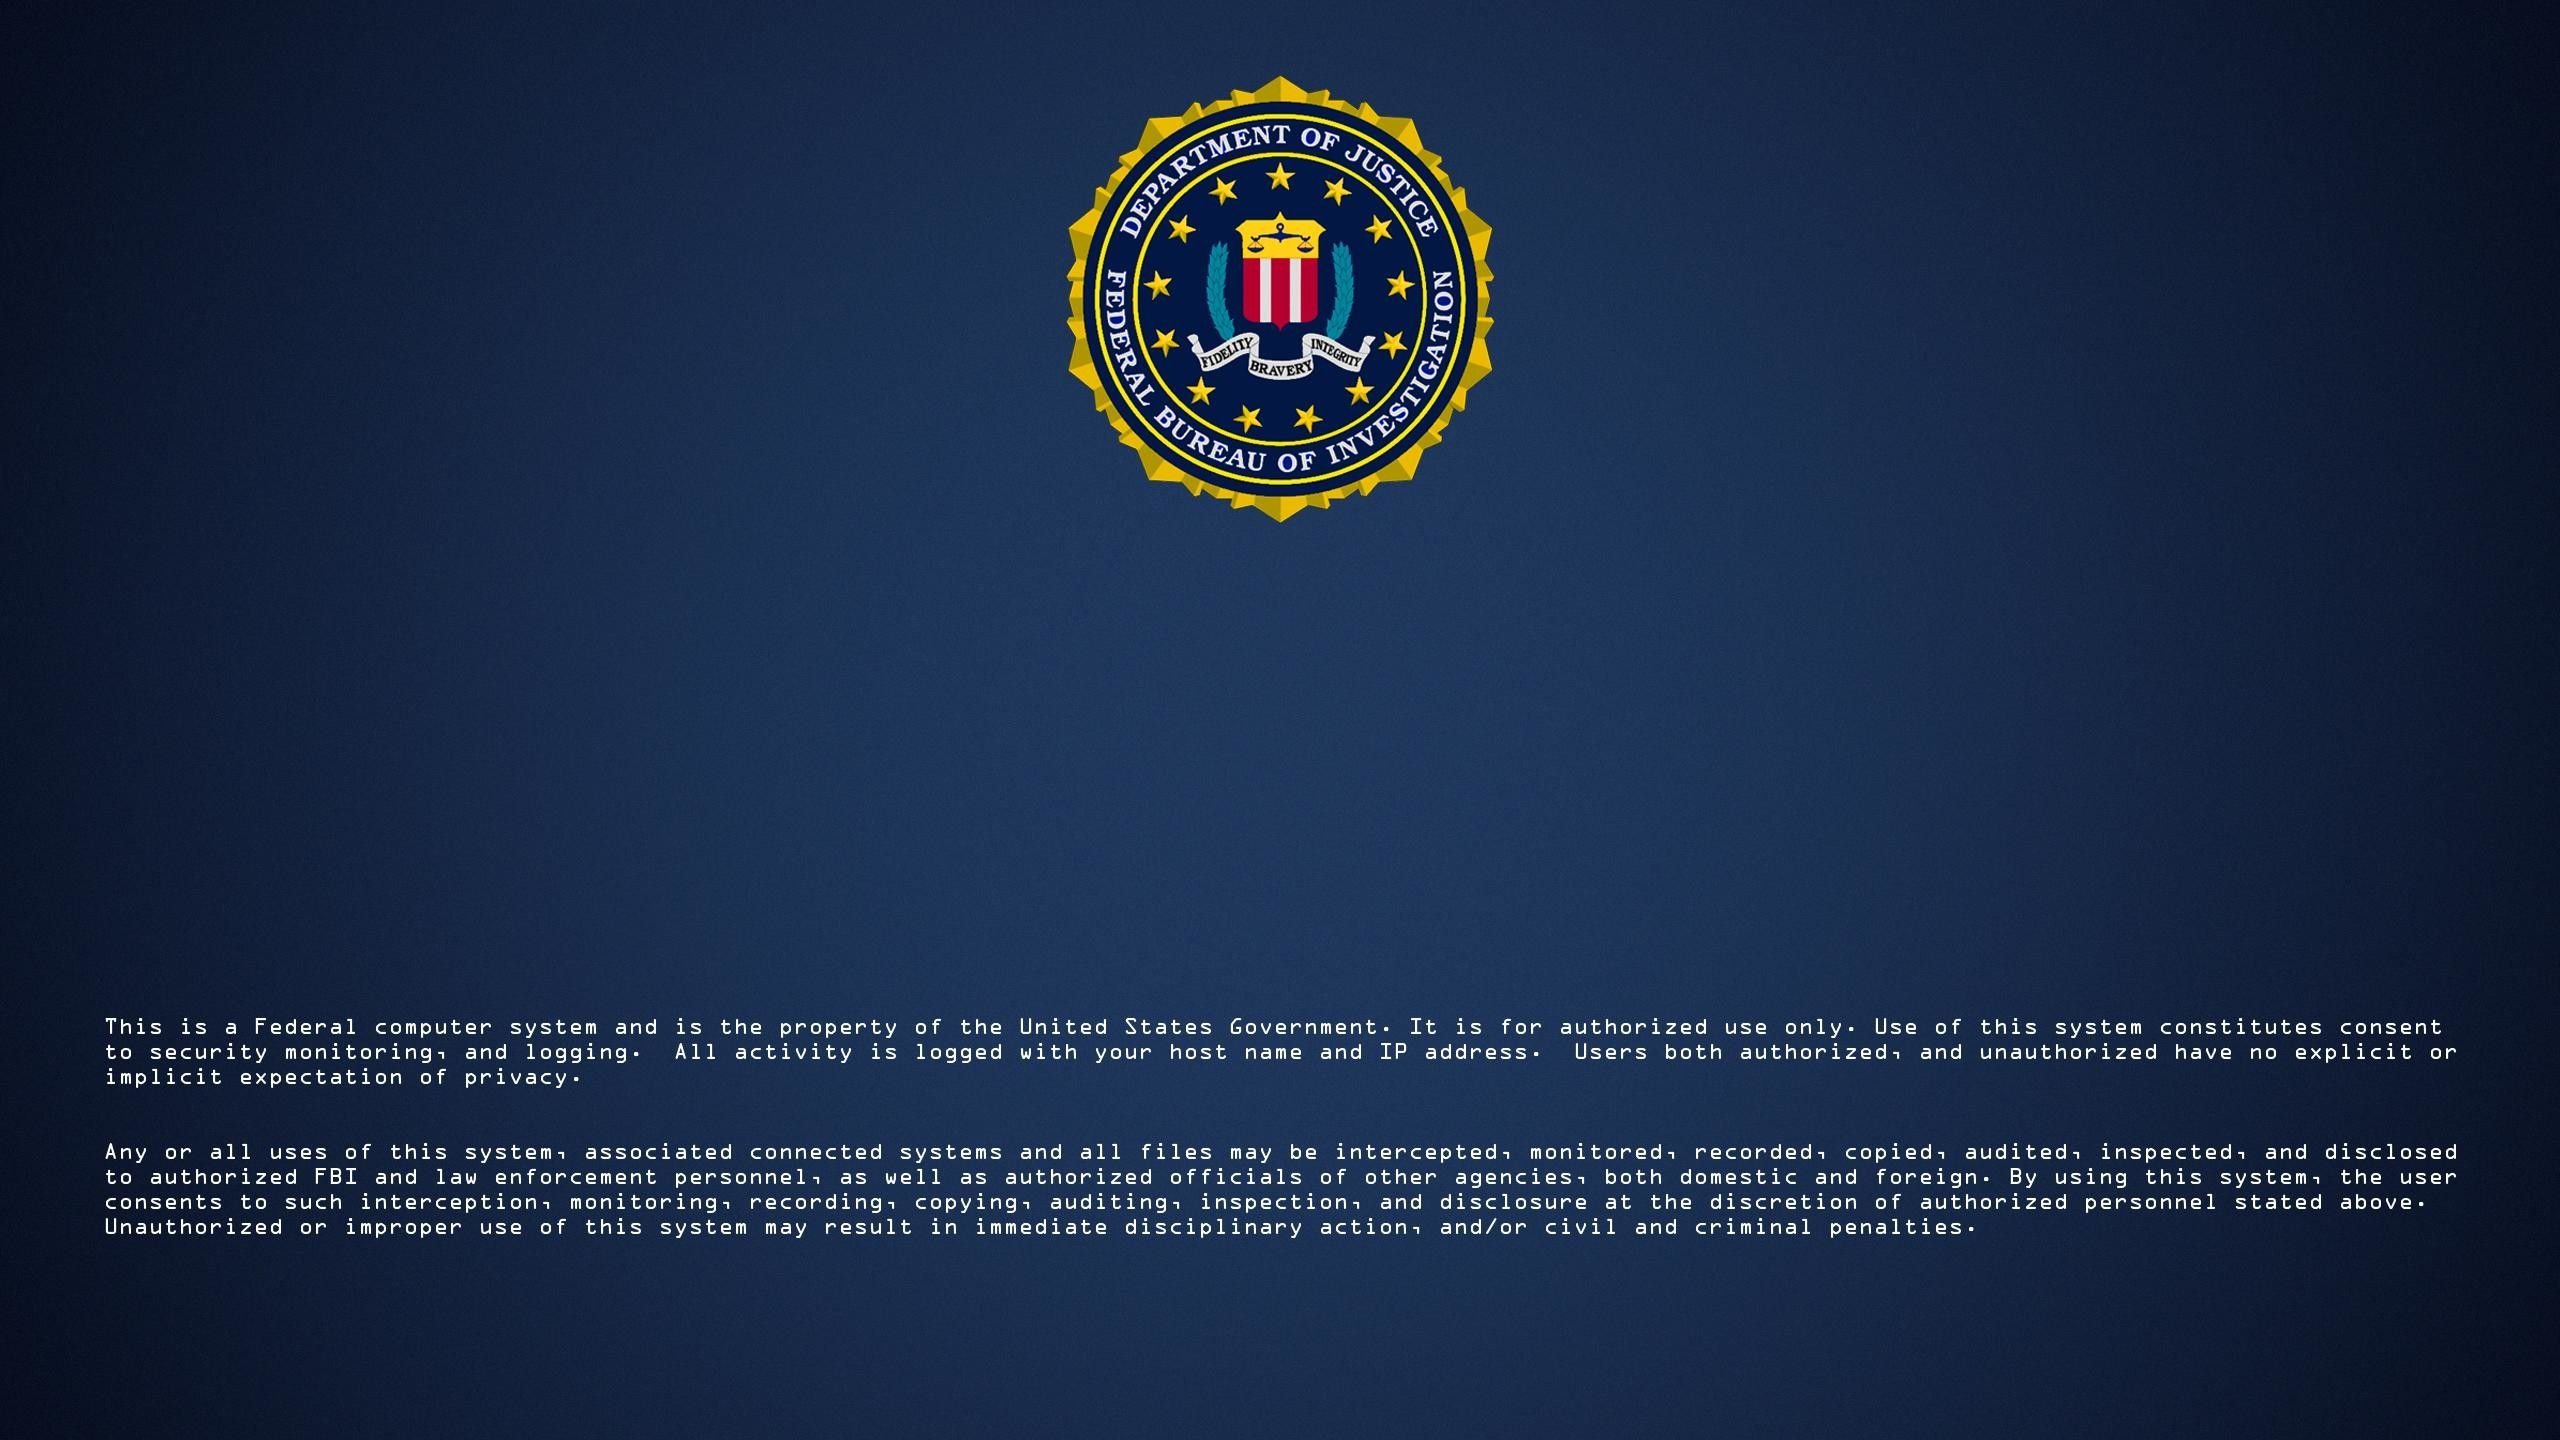 DEPARTMENT OF JUSTICE
FIDELITY BRAVERY INTEGRITY
FEDERAL BUREAU OF INVESTIGATION
This is a Federal computer system and is the property of the United States Government. It is for authorized use only. Use of this system constitutes consent
to security monitoring, and logging.  All activity is logged with your host name and IP address.  Users both authorized, and unauthorized have no explicit or
implicit expectation of privacy.
Any or all uses of this system, associated connected systems and all files may be intercepted, monitored, recorded, copied, audited, inspected, and disclosed
to authorized FBI and law enforcement personnel, as well as authorized officials of other agencies, both domestic and foreign. By using this system, the user
consents to such interception, monitoring, recording, copying, auditing, inspection, and disclosure at the discretion of authorized personnel stated above.
Unauthorized or improper use of this system may result in immediate disciplinary action, and/or civil and criminal penalties.